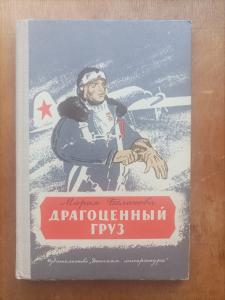 Мария Белахова
ДРАГОЦЕННЫЙ
ГРУЗ
Издательство „Детская литература"